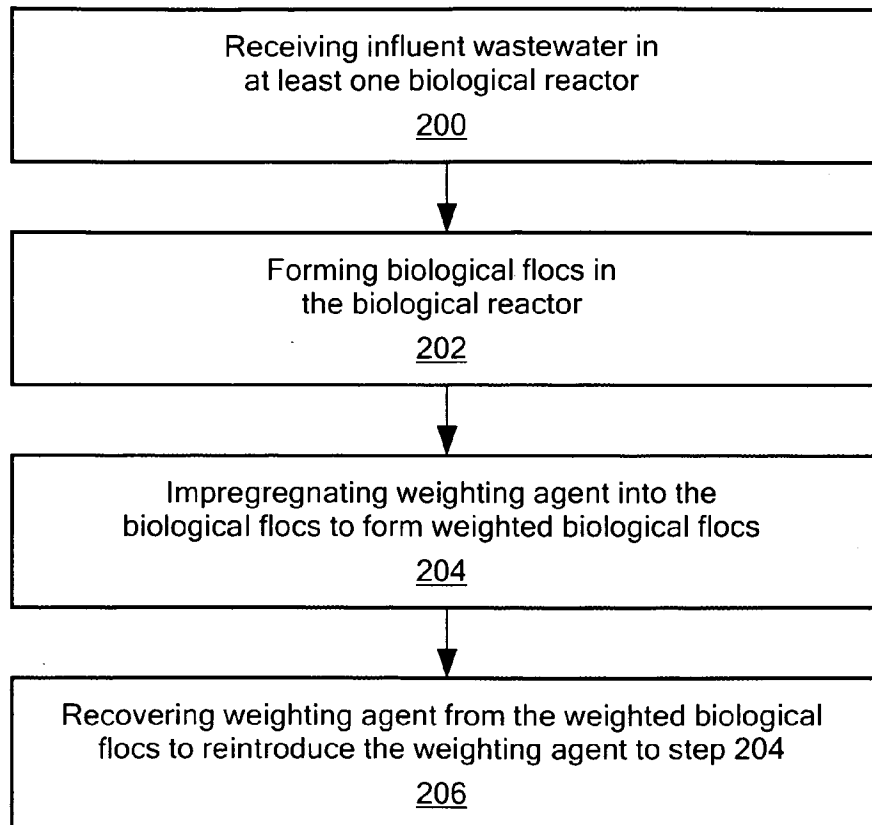 Receiving influent wastewater in
at least one biological reactor
200
Forming biological flocs in
the biological reactor
202
Impregregnating weighting agent into the
biological flocs to form weighted biological flocs
204
Recovering weighting agent from the weighted biological
flocs to reintroduce the weighting agent to step 204
206